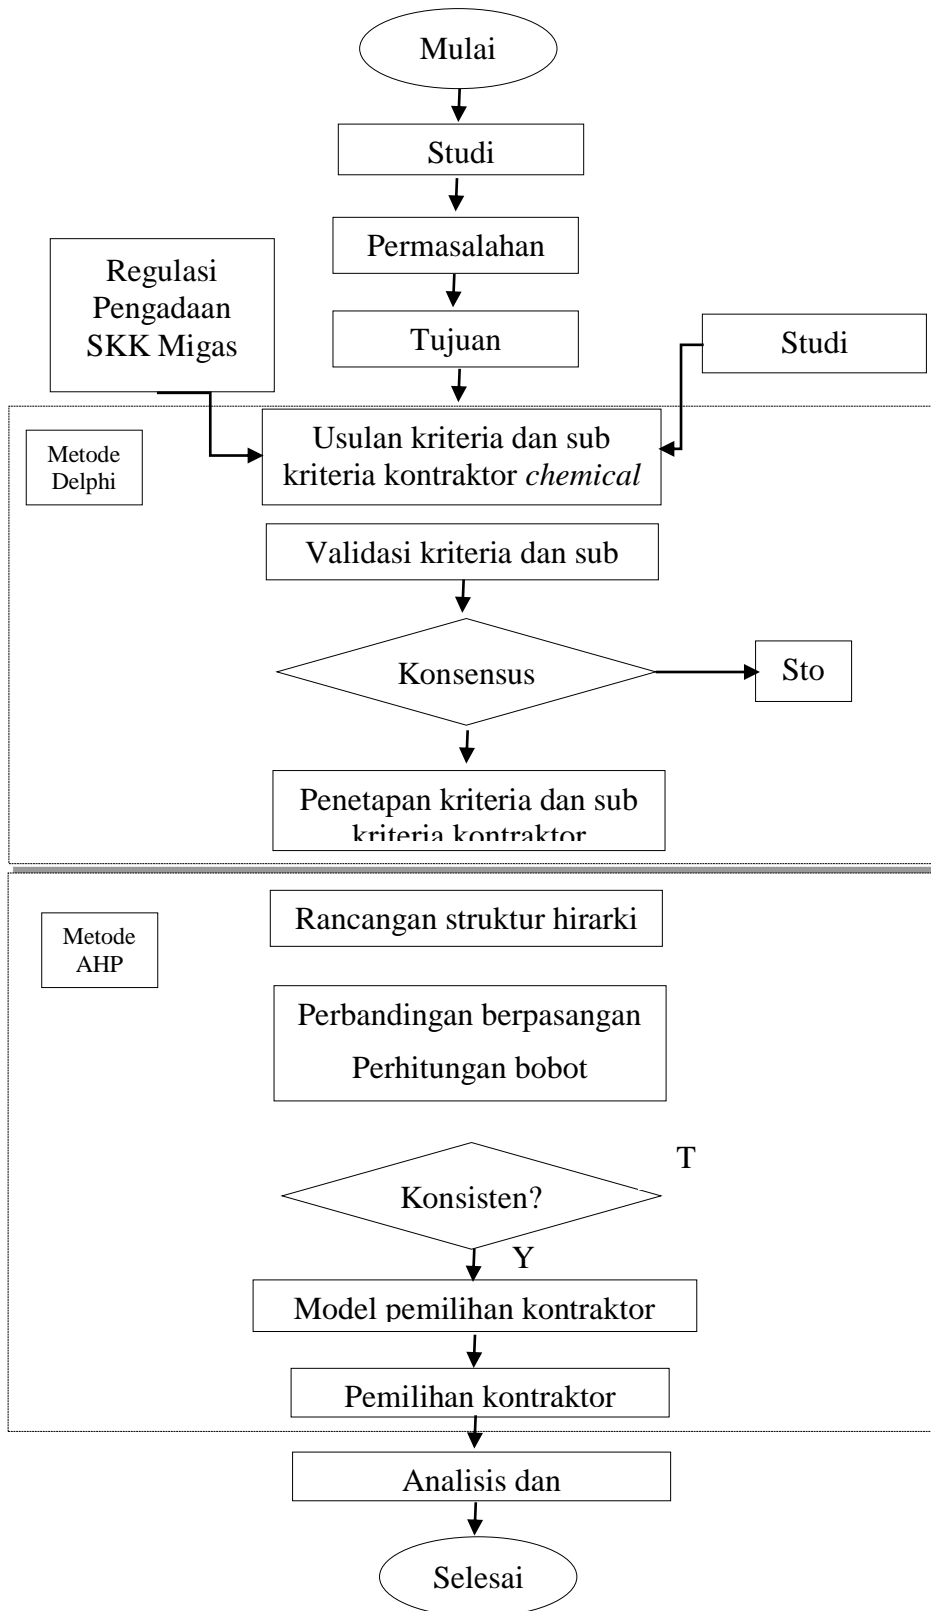 Mulai
Studi
Permasalahan
Regulasi
Pengadaan
SKK Migas
Tujuan
Studi
Metode
Delphi
Usulan kriteria dan sub
kriteria kontraktor chemical
Validasi kriteria dan sub
Konsensus
Sto
Penetapan kriteria dan sub
kriteria kontraktor
Metode
AHP
Rancangan struktur hirarki
Perbandingan berpasangan
Perhitungan bobot
T
Konsisten?
Y
Model pemilihan kontraktor
Pemilihan kontraktor
Analisis dan
Selesai